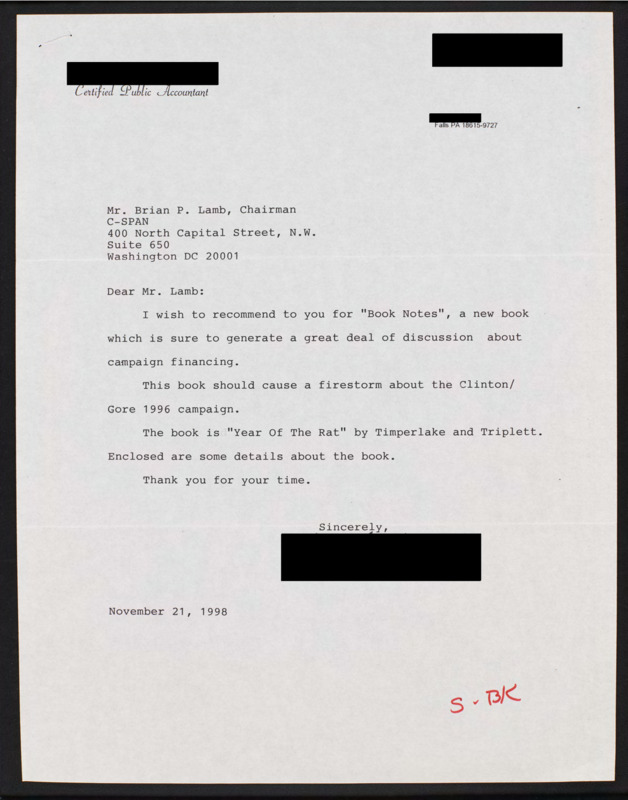 Certified Public Accountant
Falls PA 18615-9727
Mr. Brian P. Lamb, Chairman
C-SPAN
400 North Capital Street, N.W.
Suite 650
Washington DC 20001
Dear Mr. Lamb:
I wish to recommend to you for "Book Notes", a new book
which is sure to generate a great deal of discussion about
campaign financing.
This book should cause a firestorm about the Clinton/
Gore 1996 campaign.
The book is "Year Of The Rat" by Timperlake and Triplett.
Enclosed are some details about the book.
Thank you for your time.
Sincerely,
November 21, 1998
S - BK